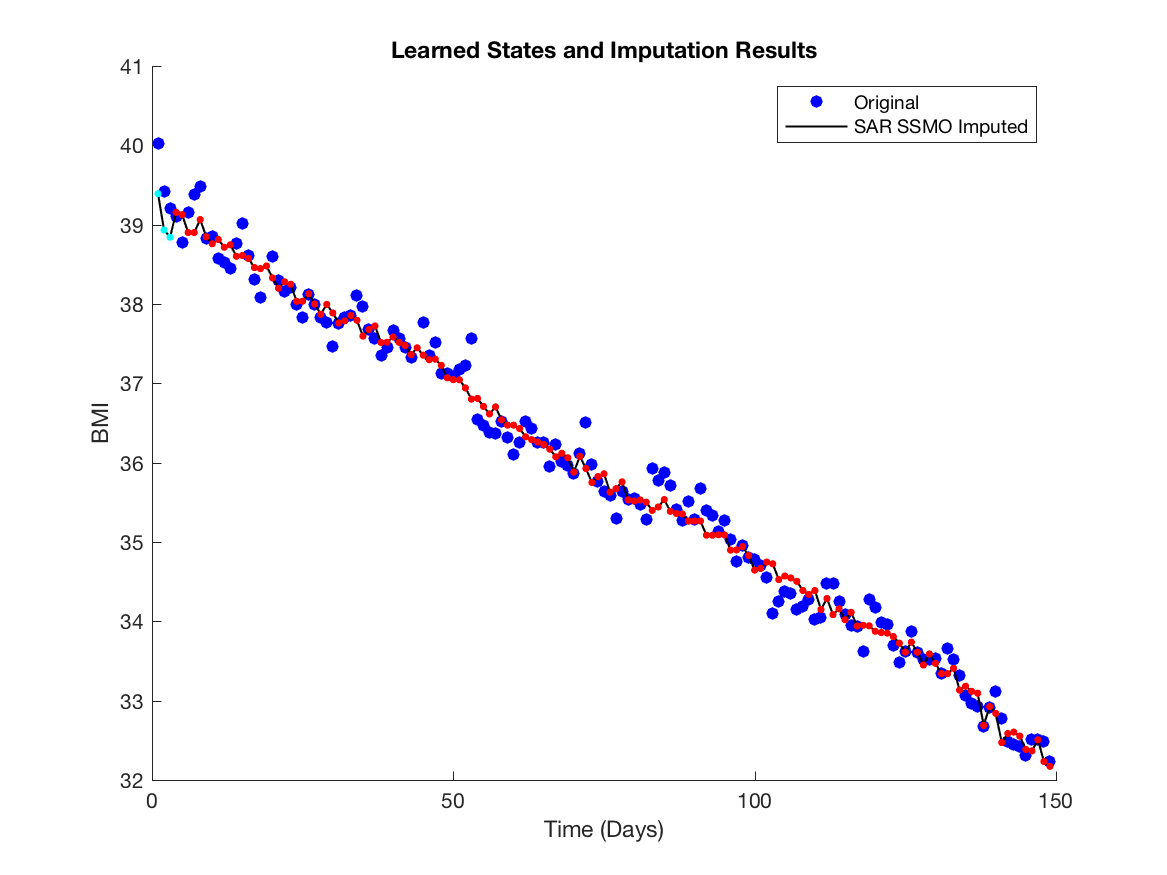 Learned States and Imputation Results
Original
SAR SSMO Imputed
41
40
39
38
37
36
35
34
33
32
BMI
0
50
100
150
Time (Days)